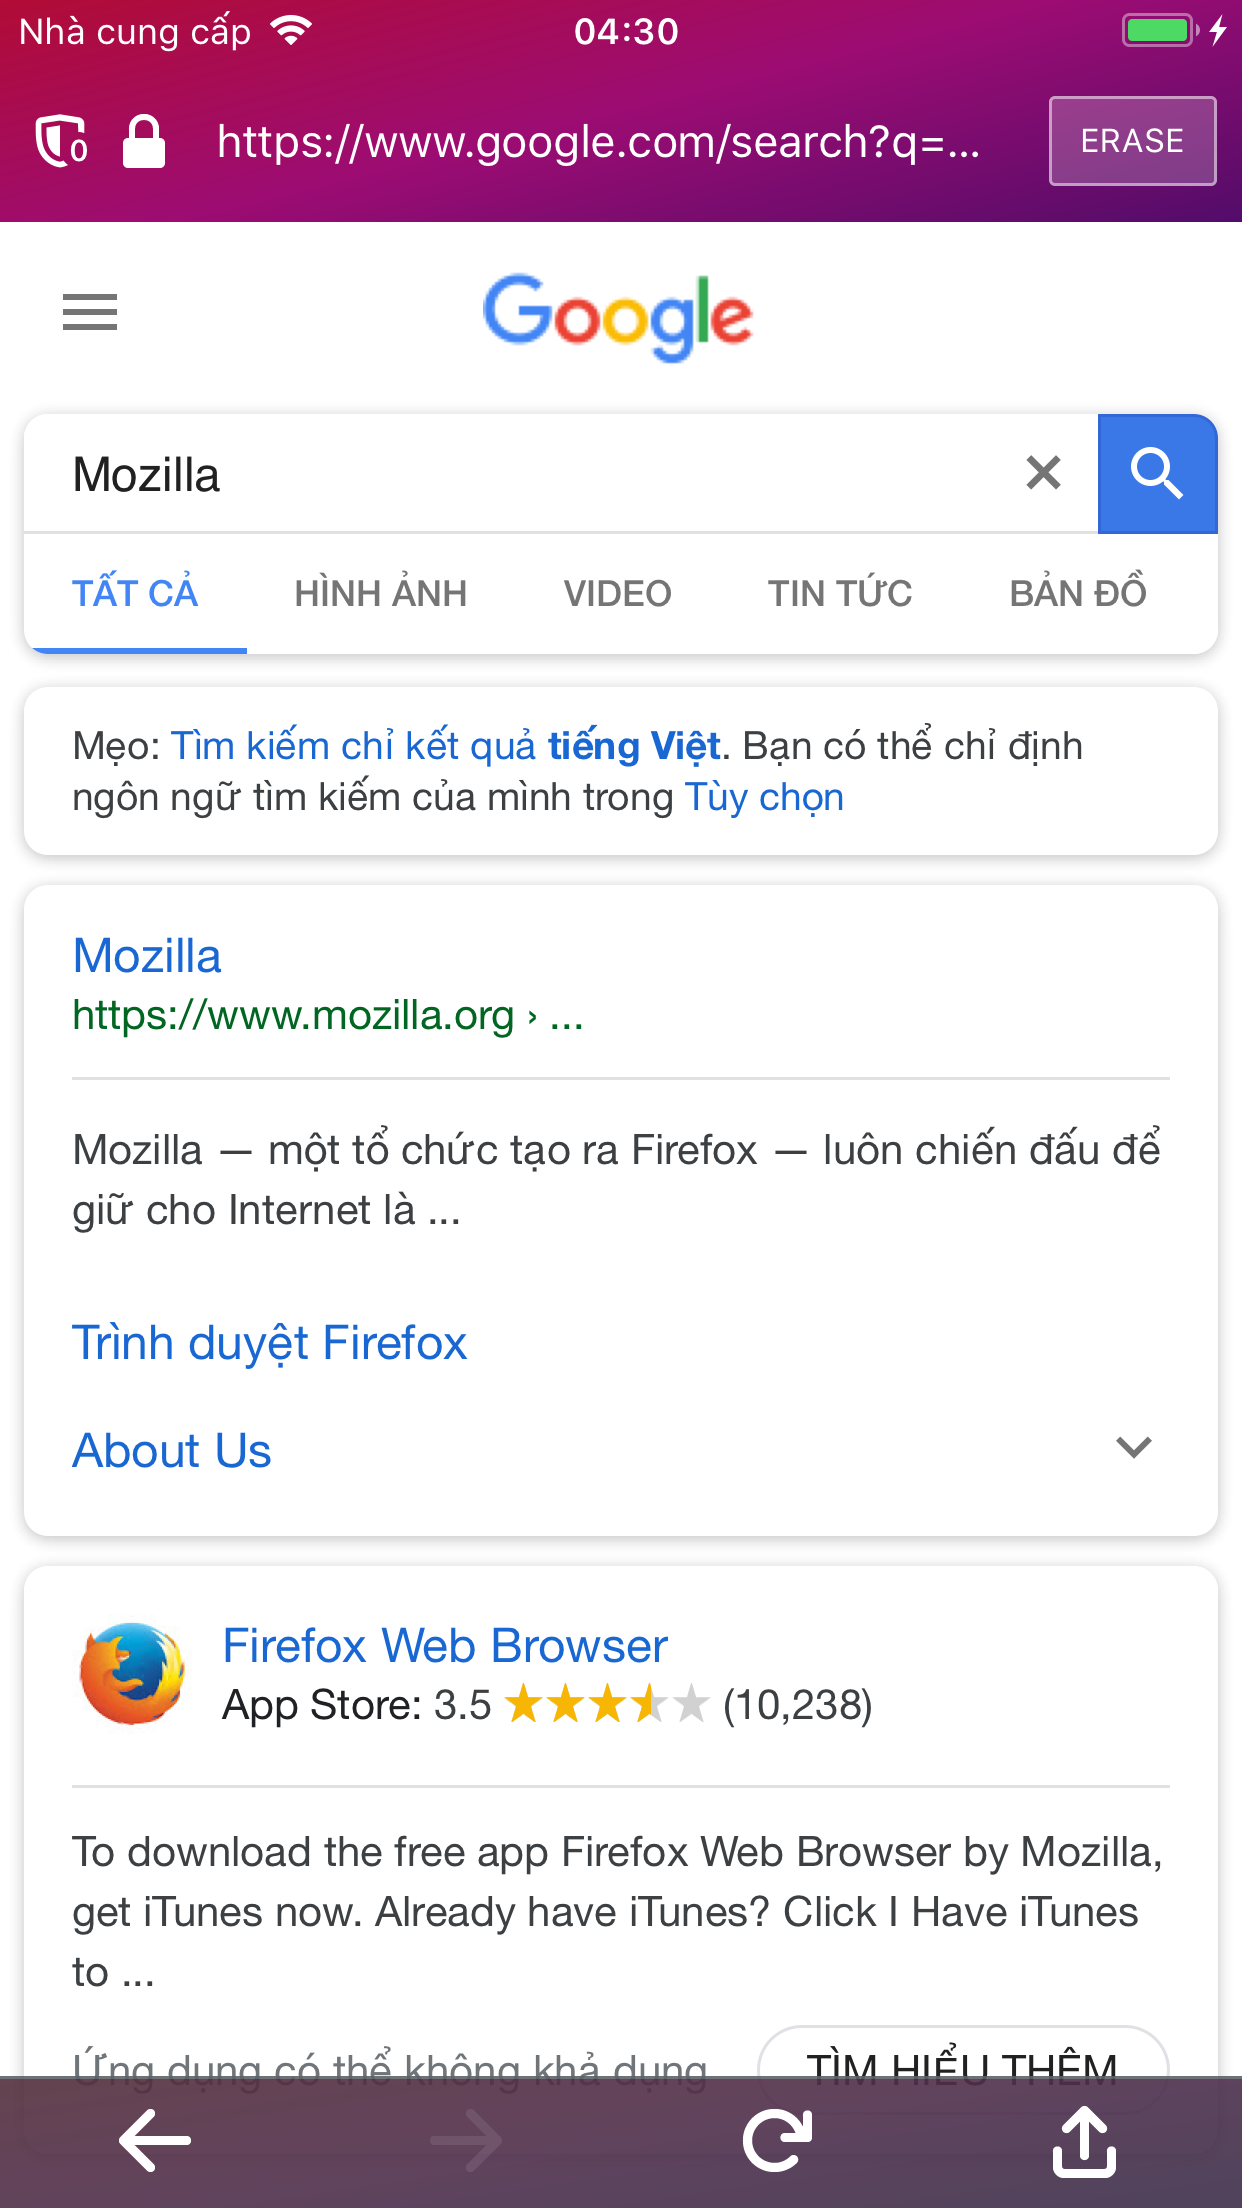 Nhà cung cấp 04:30
0 https://www.google.com/search?q=... ERASE
Google
Mozilla
TẤT CẢ HÌNH ẢNH VIDEO TIN TỨC BẢN ĐỒ
Mẹo: Tìm kiếm chỉ kết quả tiếng Việt. Bạn có thể chỉ định
ngôn ngữ tìm kiếm của mình trong Tùy chọn
Mozilla
https://www.mozilla.org › ...
Mozilla — một tổ chức tạo ra Firefox — luôn chiến đấu để
giữ cho Internet là ...
Trình duyệt Firefox
About Us
Firefox Web Browser
App Store: 3.5 (10,238)
To download the free app Firefox Web Browser by Mozilla,
get iTunes now. Already have iTunes? Click I Have iTunes
to ...
Ứng dụng có thể không khả dụng TÌM HIỂU THÊM